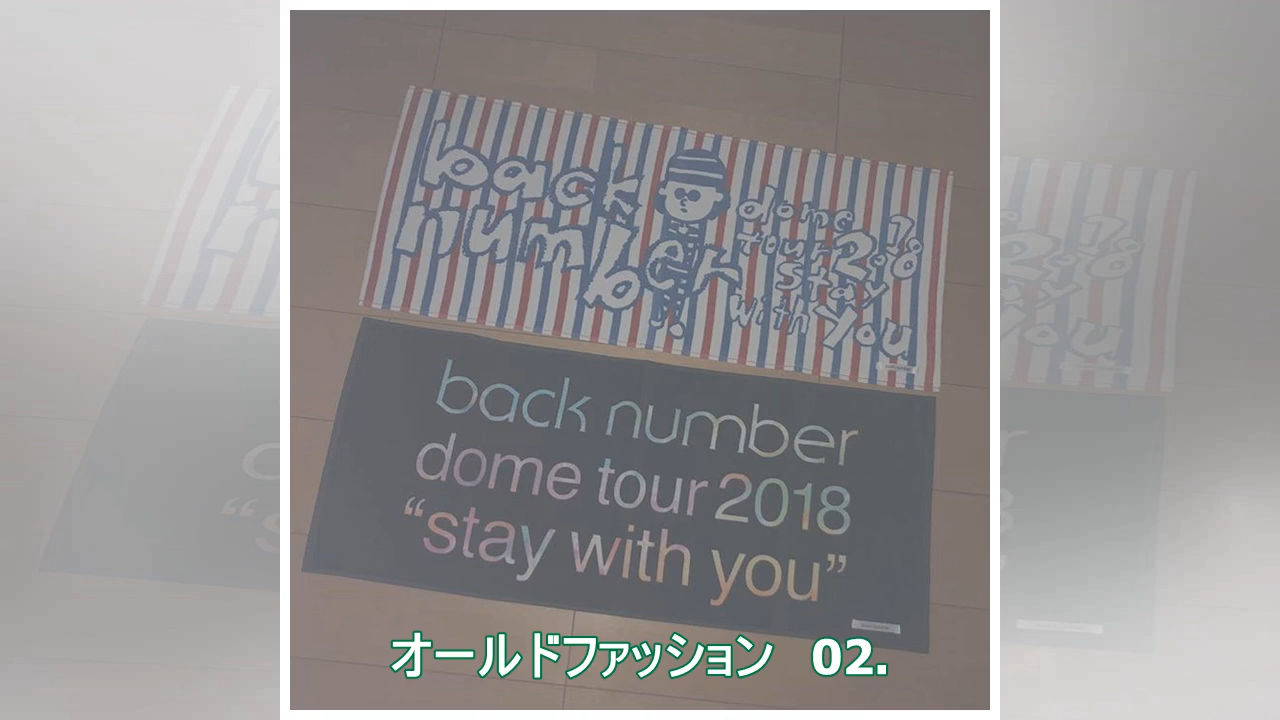 back
number
dome
tour 2018
stay
with you
back number
dome tour 2018
“stay with you”
オールドファッション 02.